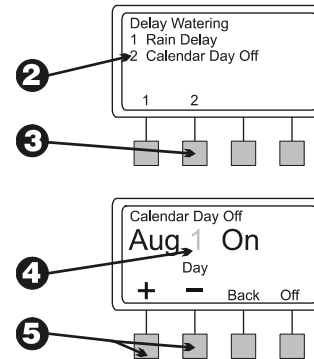 Delay Watering
1 Rain Delay
2 2 Calendar Day Off
1 2
3
Calendar Day Off
Aug 1 On
4
Day
+ − Back Off
5